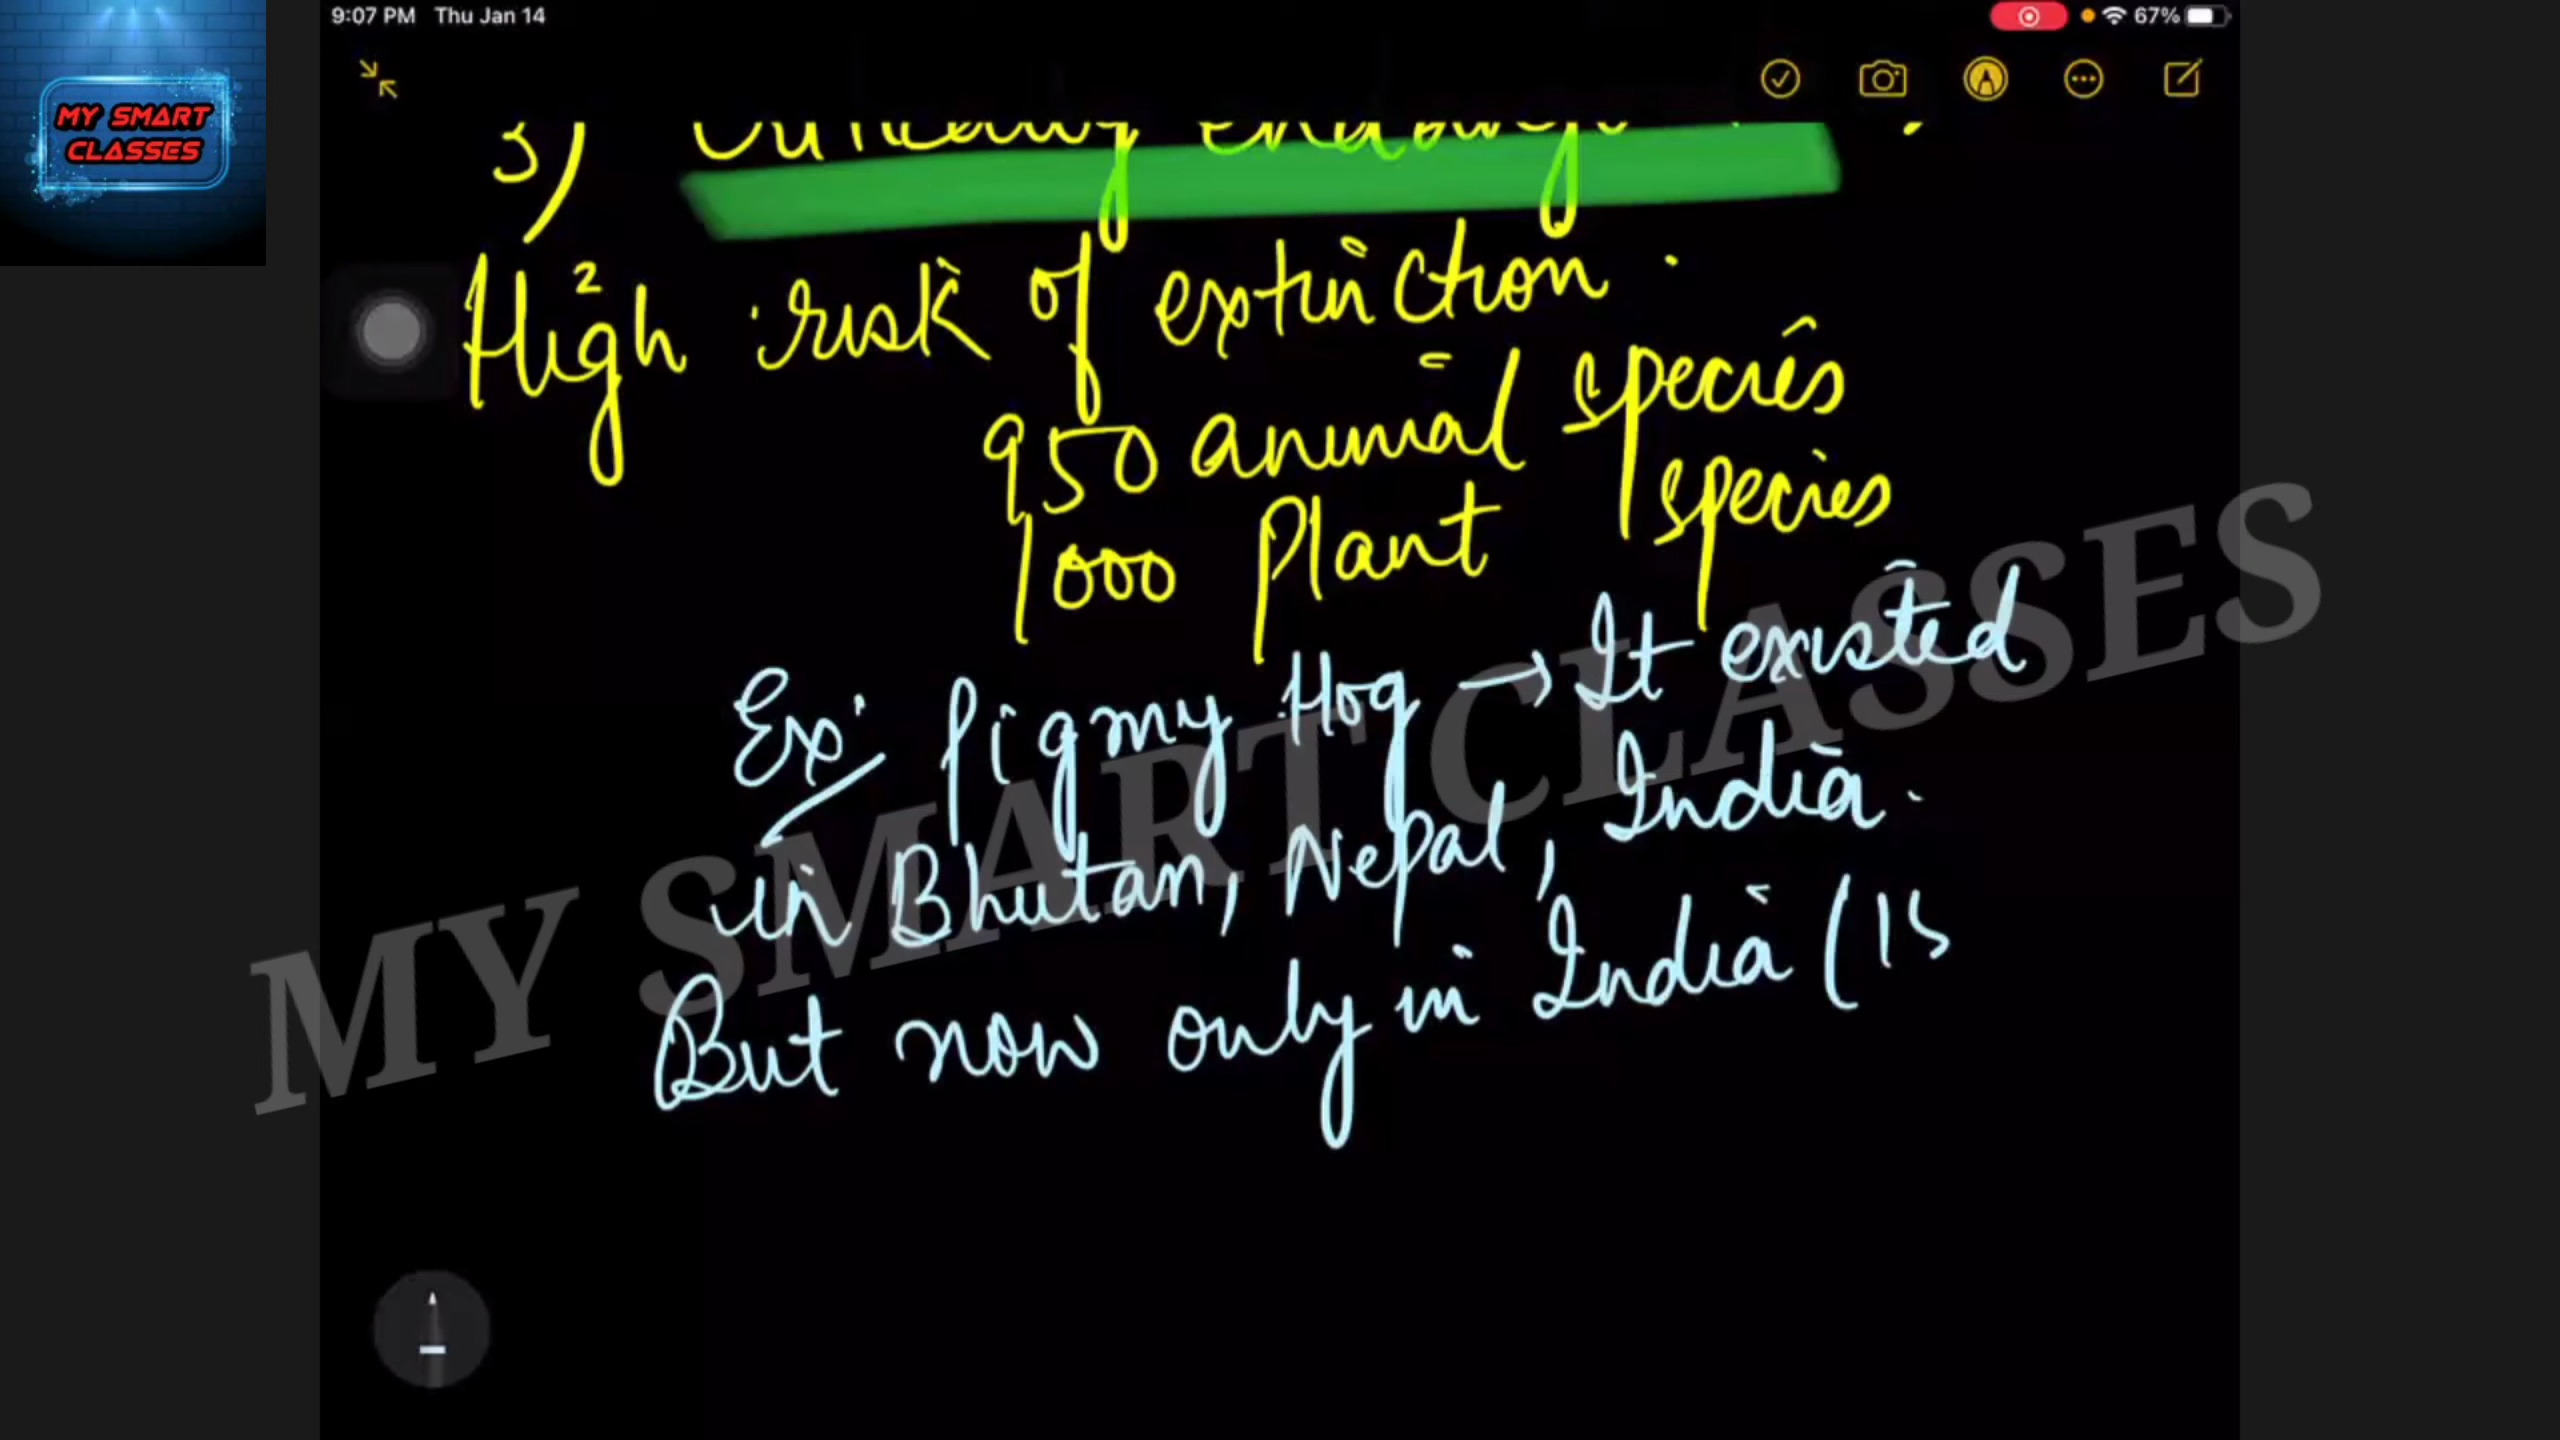 9:07 PM Thu Jan 14
67%
MY SMART
CLASSES
3) Critically
High risk of extinction.
950 animal species
1000 Plant species
Ex: Pigmy Hog → It existed
in Bhutan, Nepal, India.
But now only in India (15
MY SMART CLASSES